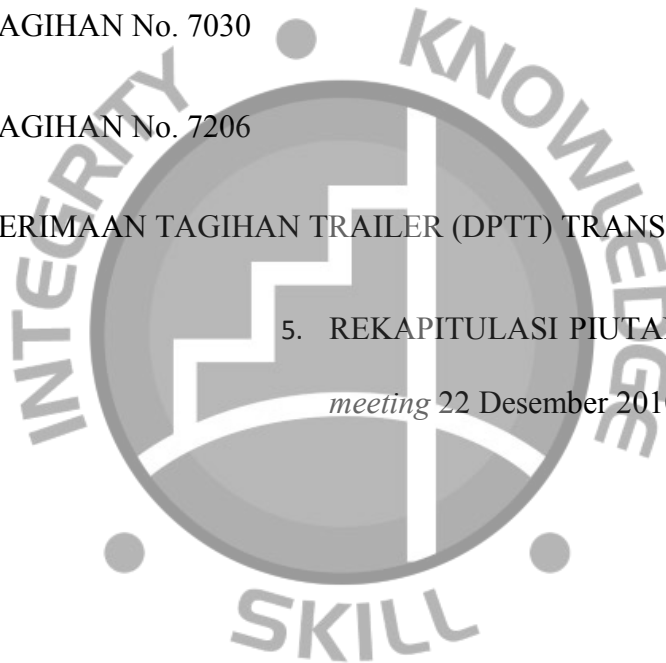 AGIHAN No. 7030
AGIHAN No. 7206
ERIMAAN TAGIHAN TRAILER (DPTT) TRANS
5. REKAPITULASI PIUTA
meeting 22 Desember 201
INTEGRITY
KNOWLEDGE
SKILL